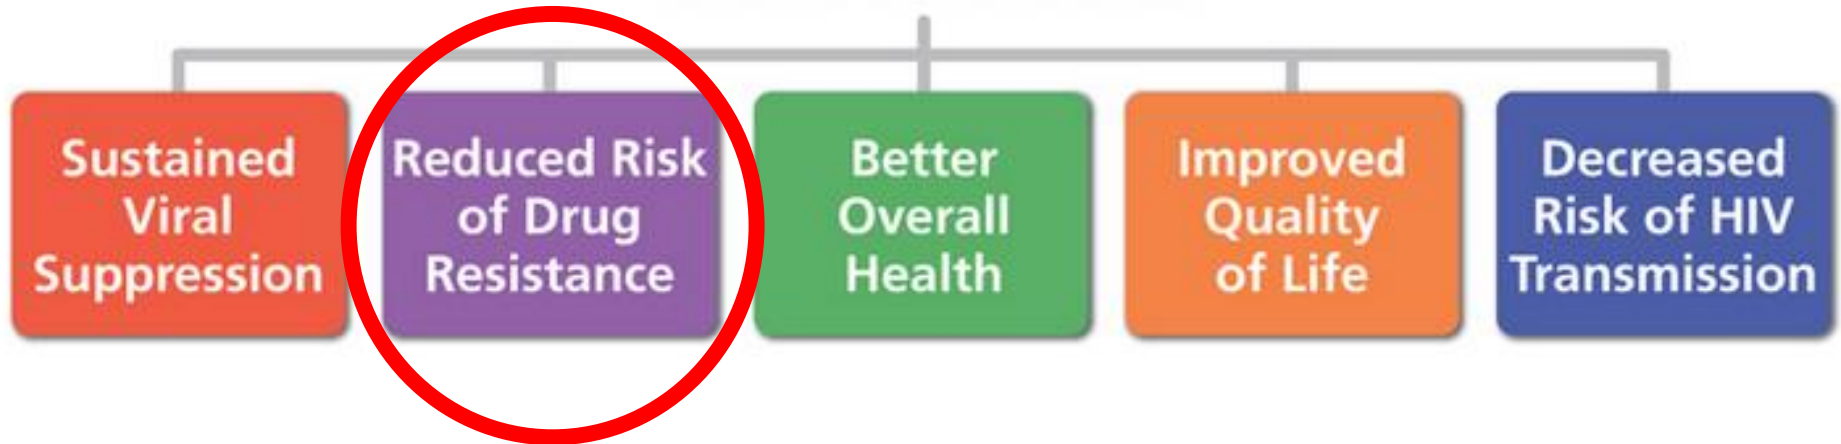 Sustained
Viral
Suppression
Reduced Risk
of Drug
Resistance
Better
Overall
Health
Improved
Quality
of Life
Decreased
Risk of HIV
Transmission